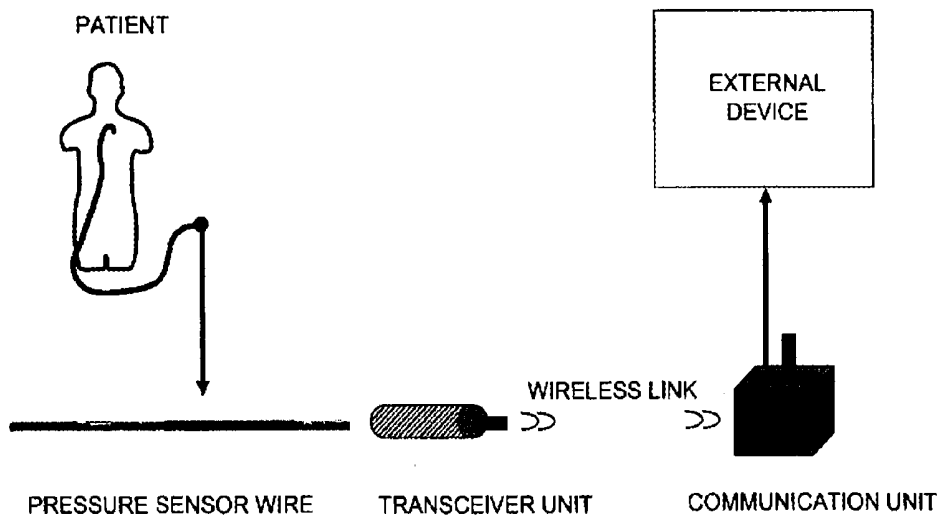 PATIENT
EXTERNAL
DEVICE
WIRELESS LINK
PRESSURE SENSOR WIRE
TRANSCEIVER UNIT
COMMUNICATION UNIT